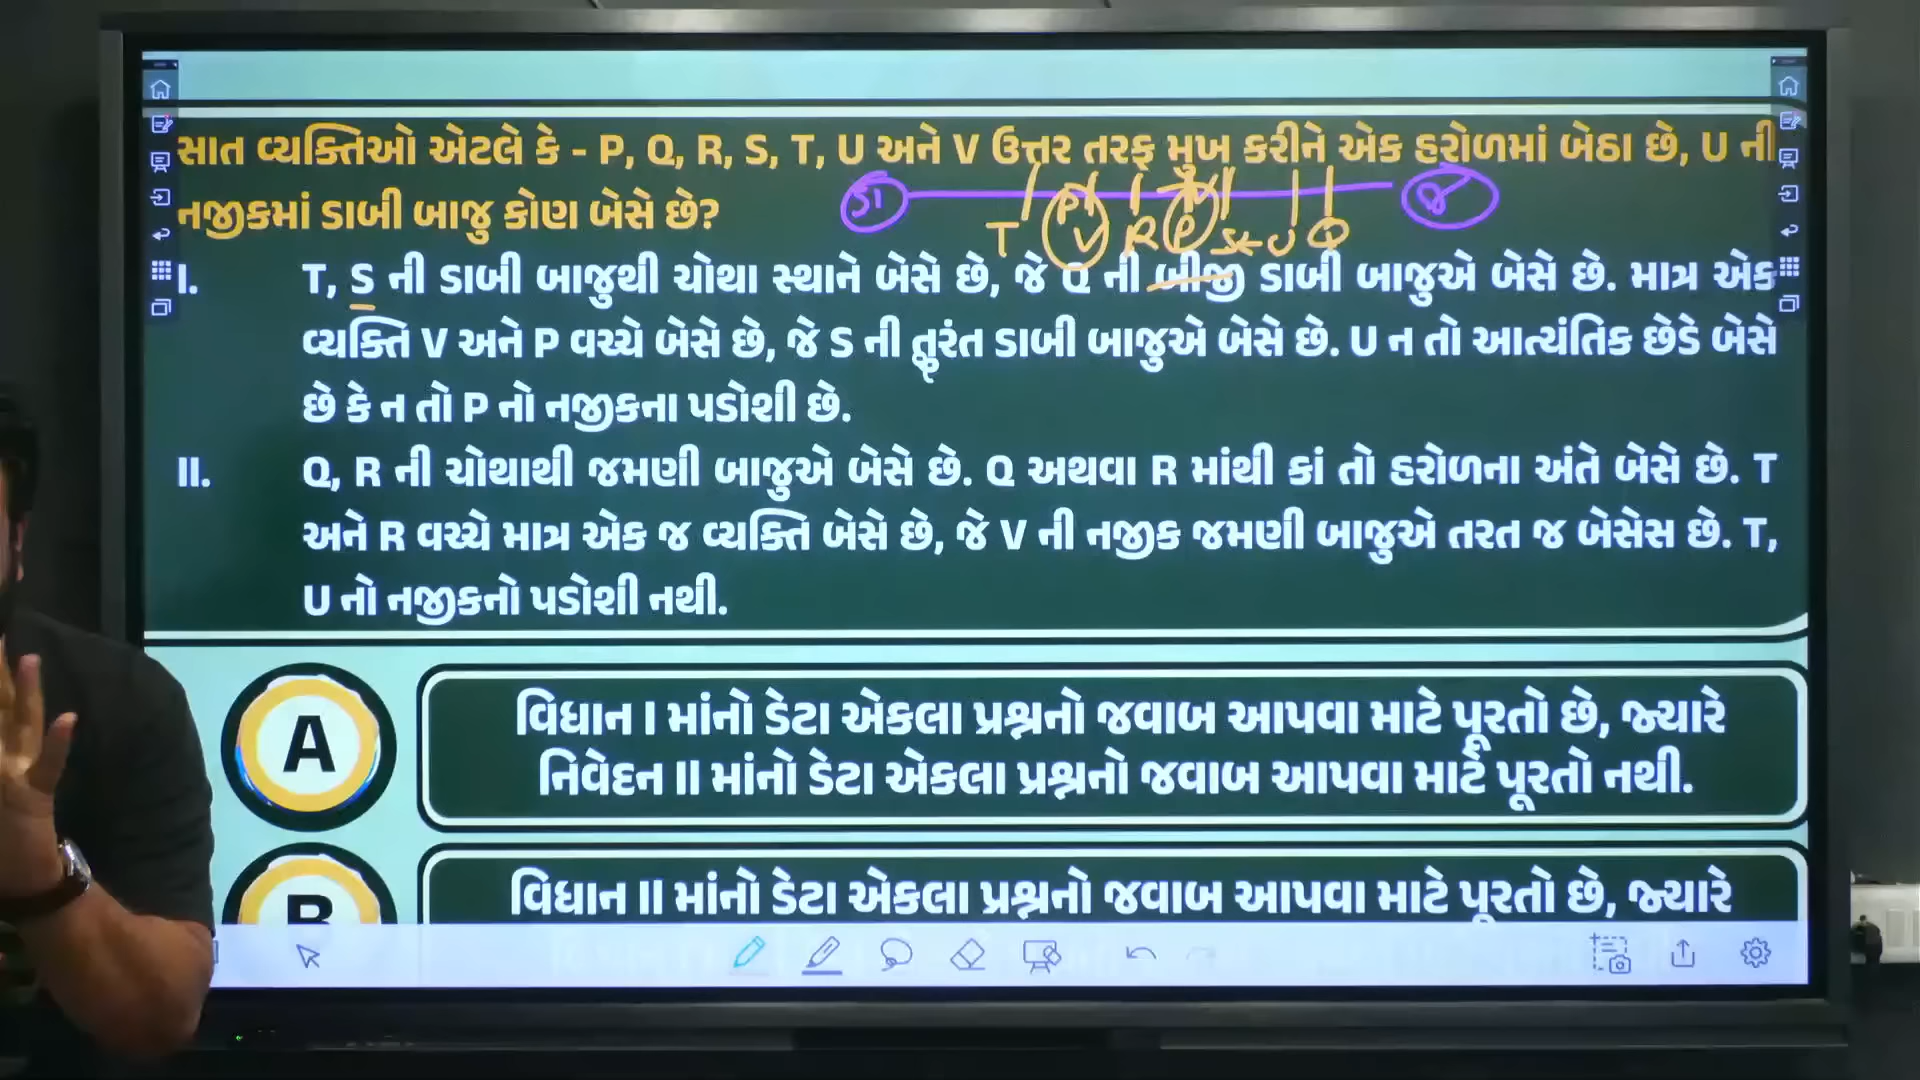 સાત વ્યક્તિઓ એટલે કે - P, Q, R, S, T, U અને V ઉત્તર તરફ મુખ કરીને એક હરોળમાં બેઠા છે, U ની
નજીકમાં ડાબી બાજુ કોણ બેસે છે?
ડા
જ
T V R P S U Q
I. T, S ની ડાબી બાજુથી ચોથા સ્થાને બેસે છે, જે Q ની બીજી ડાબી બાજુએ બેસે છે. માત્ર એક
વ્યક્તિ V અને P વચ્ચે બેસે છે, જે S ની તુરંત ડાબી બાજુએ બેસે છે. U ન તો આત્યંતિક છેડે બેસે
છે કે ન તો P નો નજીકના પડોશી છે.
II. Q, R ની ચોથાથી જમણી બાજુએ બેસે છે. Q અથવા R માંથી કાં તો હરોળના અંતે બેસે છે. T
અને R વચ્ચે માત્ર એક જ વ્યક્તિ બેસે છે, જે V ની નજીક જમણી બાજુએ તરત જ બેસેસ છે. T,
U નો નજીકનો પડોશી નથી.
A
વિધાન I માંનો ડેટા એકલા પ્રશ્નનો જવાબ આપવા માટે પૂરતો છે, જ્યારે
નિવેદન II માંનો ડેટા એકલા પ્રશ્નનો જવાબ આપવા માટે પૂરતો નથી.
B
વિધાન II માંનો ડેટા એકલા પ્રશ્નનો જવાબ આપવા માટે પૂરતો છે, જ્યારે